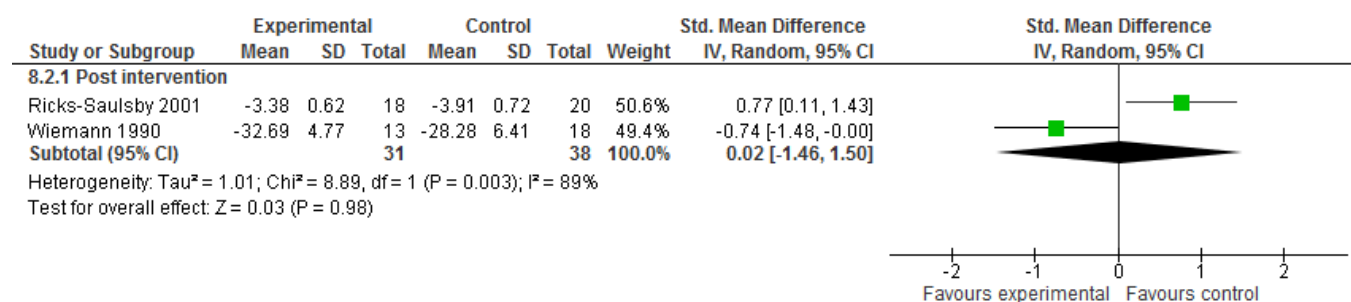 Experimental Control Std. Mean Difference Std. Mean Difference
Study or Subgroup Mean SD Total Mean SD Total Weight IV, Random, 95% CI IV, Random, 95% CI
8.2.1 Post intervention
Ricks-Saulsby 2001 -3.38 0.62 18 -3.91 0.72 20 50.6% 0.77 [0.11, 1.43]
Wiemann 1990 -32.69 4.77 13 -28.28 6.41 18 49.4% -0.74 [-1.48, -0.00]
Subtotal (95% CI) 31 38 100.0% 0.02 [-1.46, 1.50]
Heterogeneity: Tau² = 1.01; Chi² = 8.89, df = 1 (P = 0.003); I² = 89%
Test for overall effect: Z = 0.03 (P = 0.98)
-2 -1 0 1 2
Favours experimental Favours control